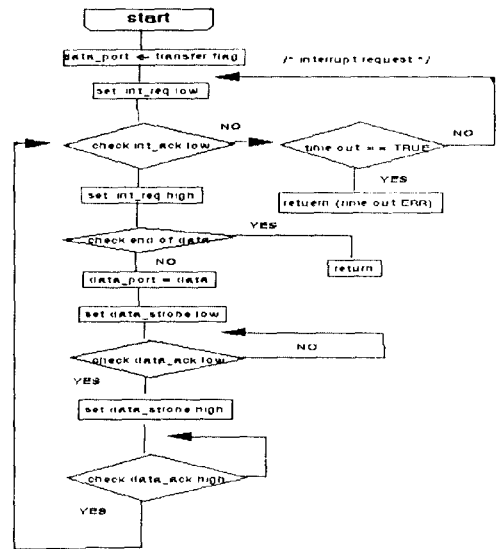 start
data_port ← transfer flag
/* interrupt request */
set int_req low
NO
check int_ack low
time out == TRUE
NO
YES
set int_req high
retuern (time out ERR)
YES
check end of data
NO
return
data_port = data
set data_strobe low
NO
check data_ack low
YES
set data_strobe high
check data_ack high
YES